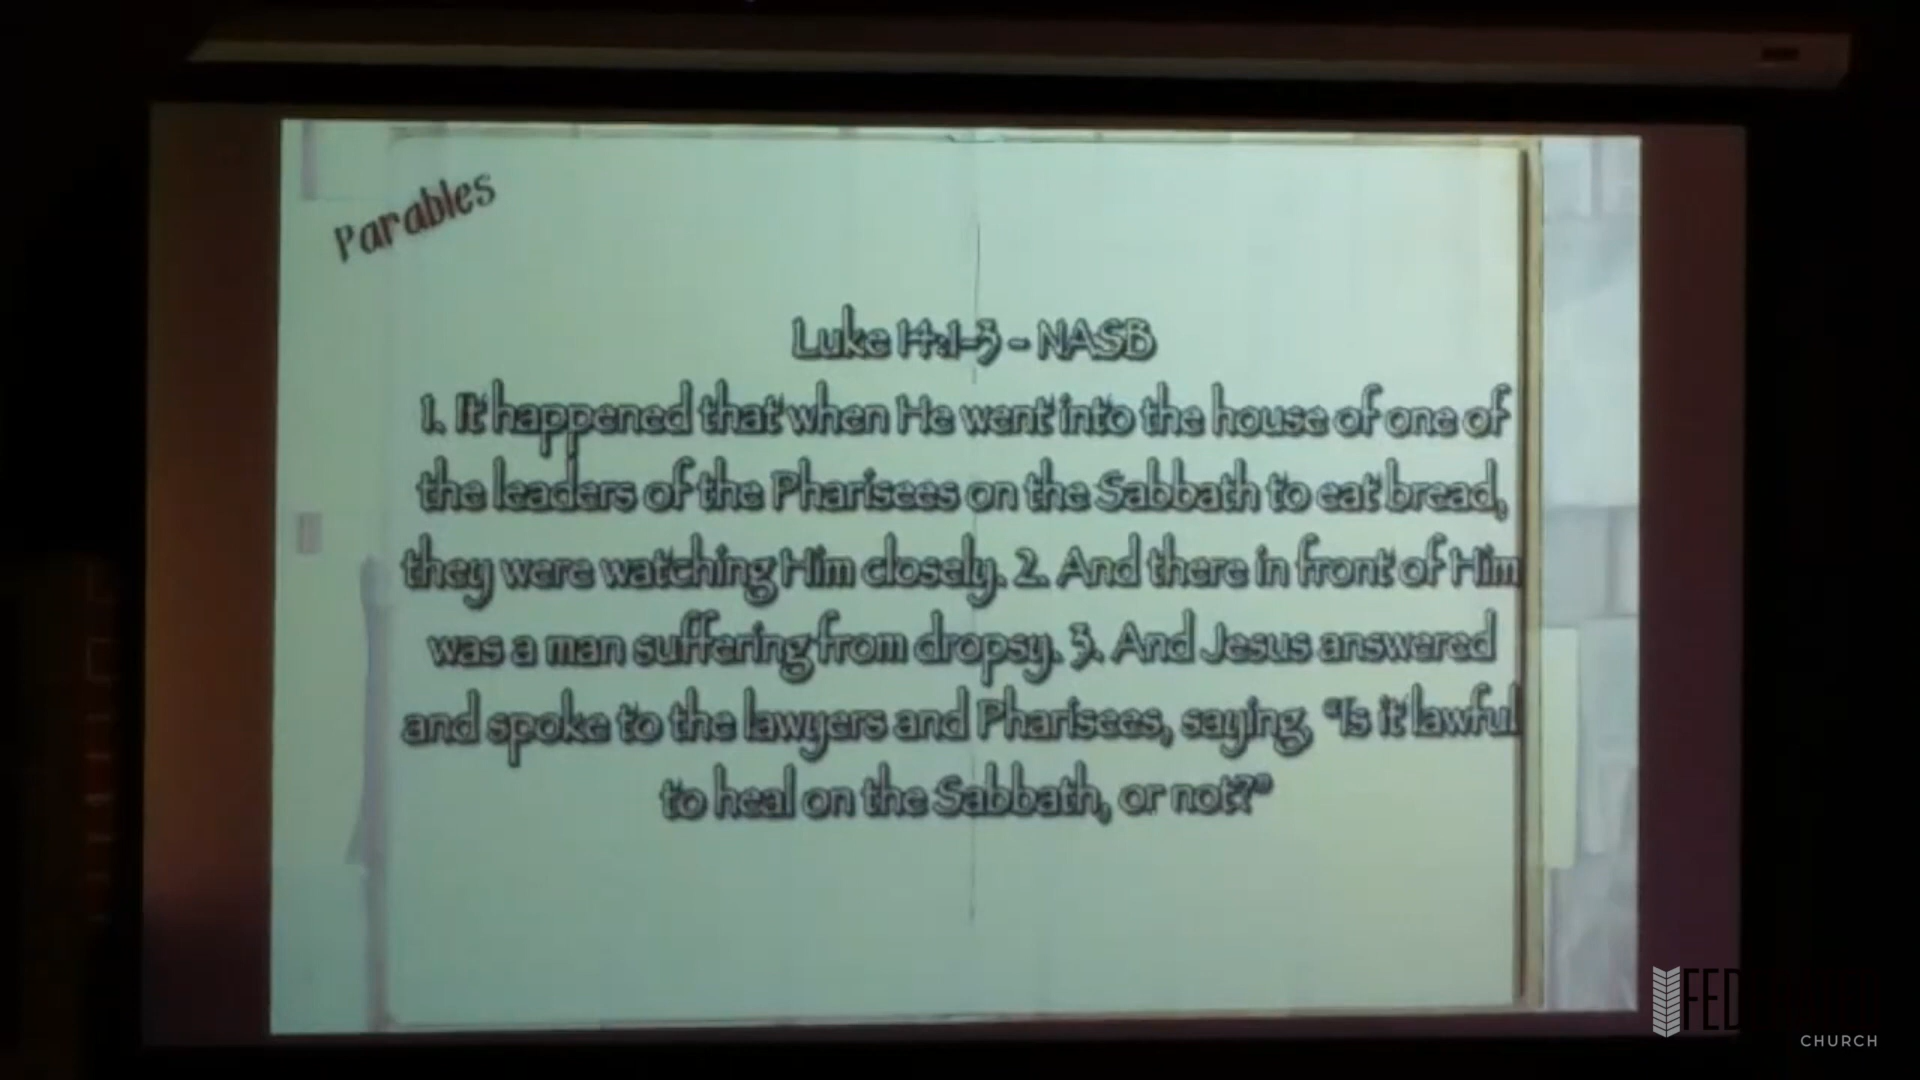 Parables
Luke 14:1-3 - NASB
1. It happened that when He went into the house of one of
the leaders of the Pharisees on the Sabbath to eat bread,
they were watching Him closely. 2. And there in front of Him
was a man suffering from dropsy. 3. And Jesus answered
and spoke to the lawyers and Pharisees, saying, “Is it lawful
to heal on the Sabbath, or not?”
CHURCH